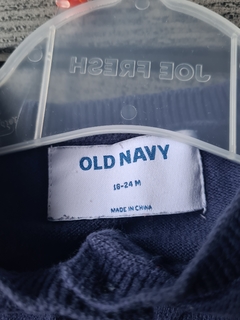 JOE FRESH
OLD NAVY
18-24 M
MADE IN CHINA